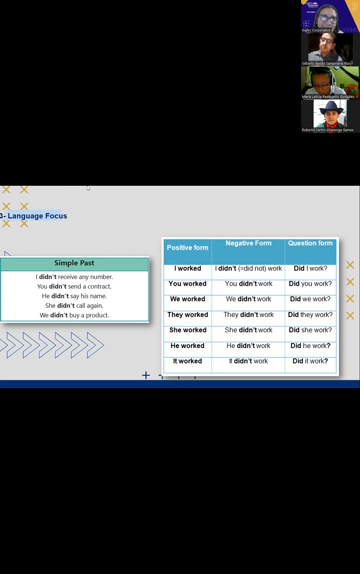 3- Language Focus
Simple Past
I didn't receive any number.
You didn't send a contract.
He didn't say his name.
She didn't call again.
We didn't buy a product.
Positive form Negative Form Question form
I worked I didn't (=did not) work Did I work?
You worked You didn't work Did you work?
We worked We didn't work Did we work?
They worked They didn't work Did they work?
She worked She didn't work Did she work?
He worked He didn't work Did he work?
It worked It didn't work Did it work?